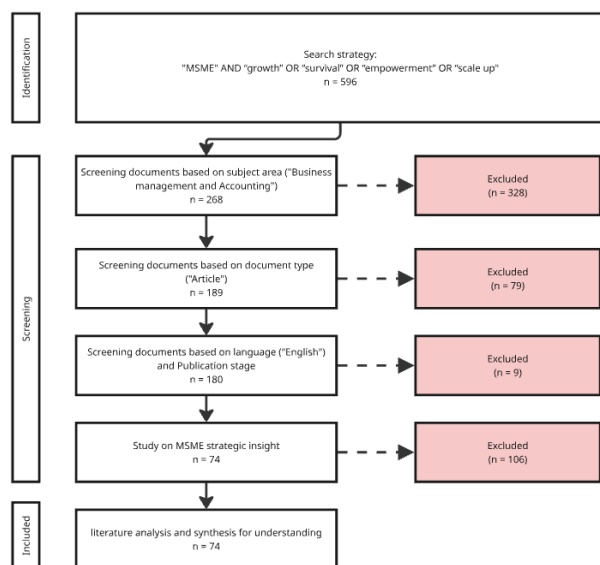 Identification
Search strategy:
"MSME" AND "growth" OR "survival" OR "empowerment" OR "scale up"
n = 596
Screening
Screening documents based on subject area ("Business
management and Accounting")
n = 268
Excluded
(n = 328)
Screening documents based on document type
("Article")
n = 189
Excluded
(n = 79)
Screening documents based on language ("English")
and Publication stage
n = 180
Excluded
(n = 9)
Study on MSME strategic insight
n = 74
Excluded
(n = 106)
Included
literature analysis and synthesis for understanding
n = 74